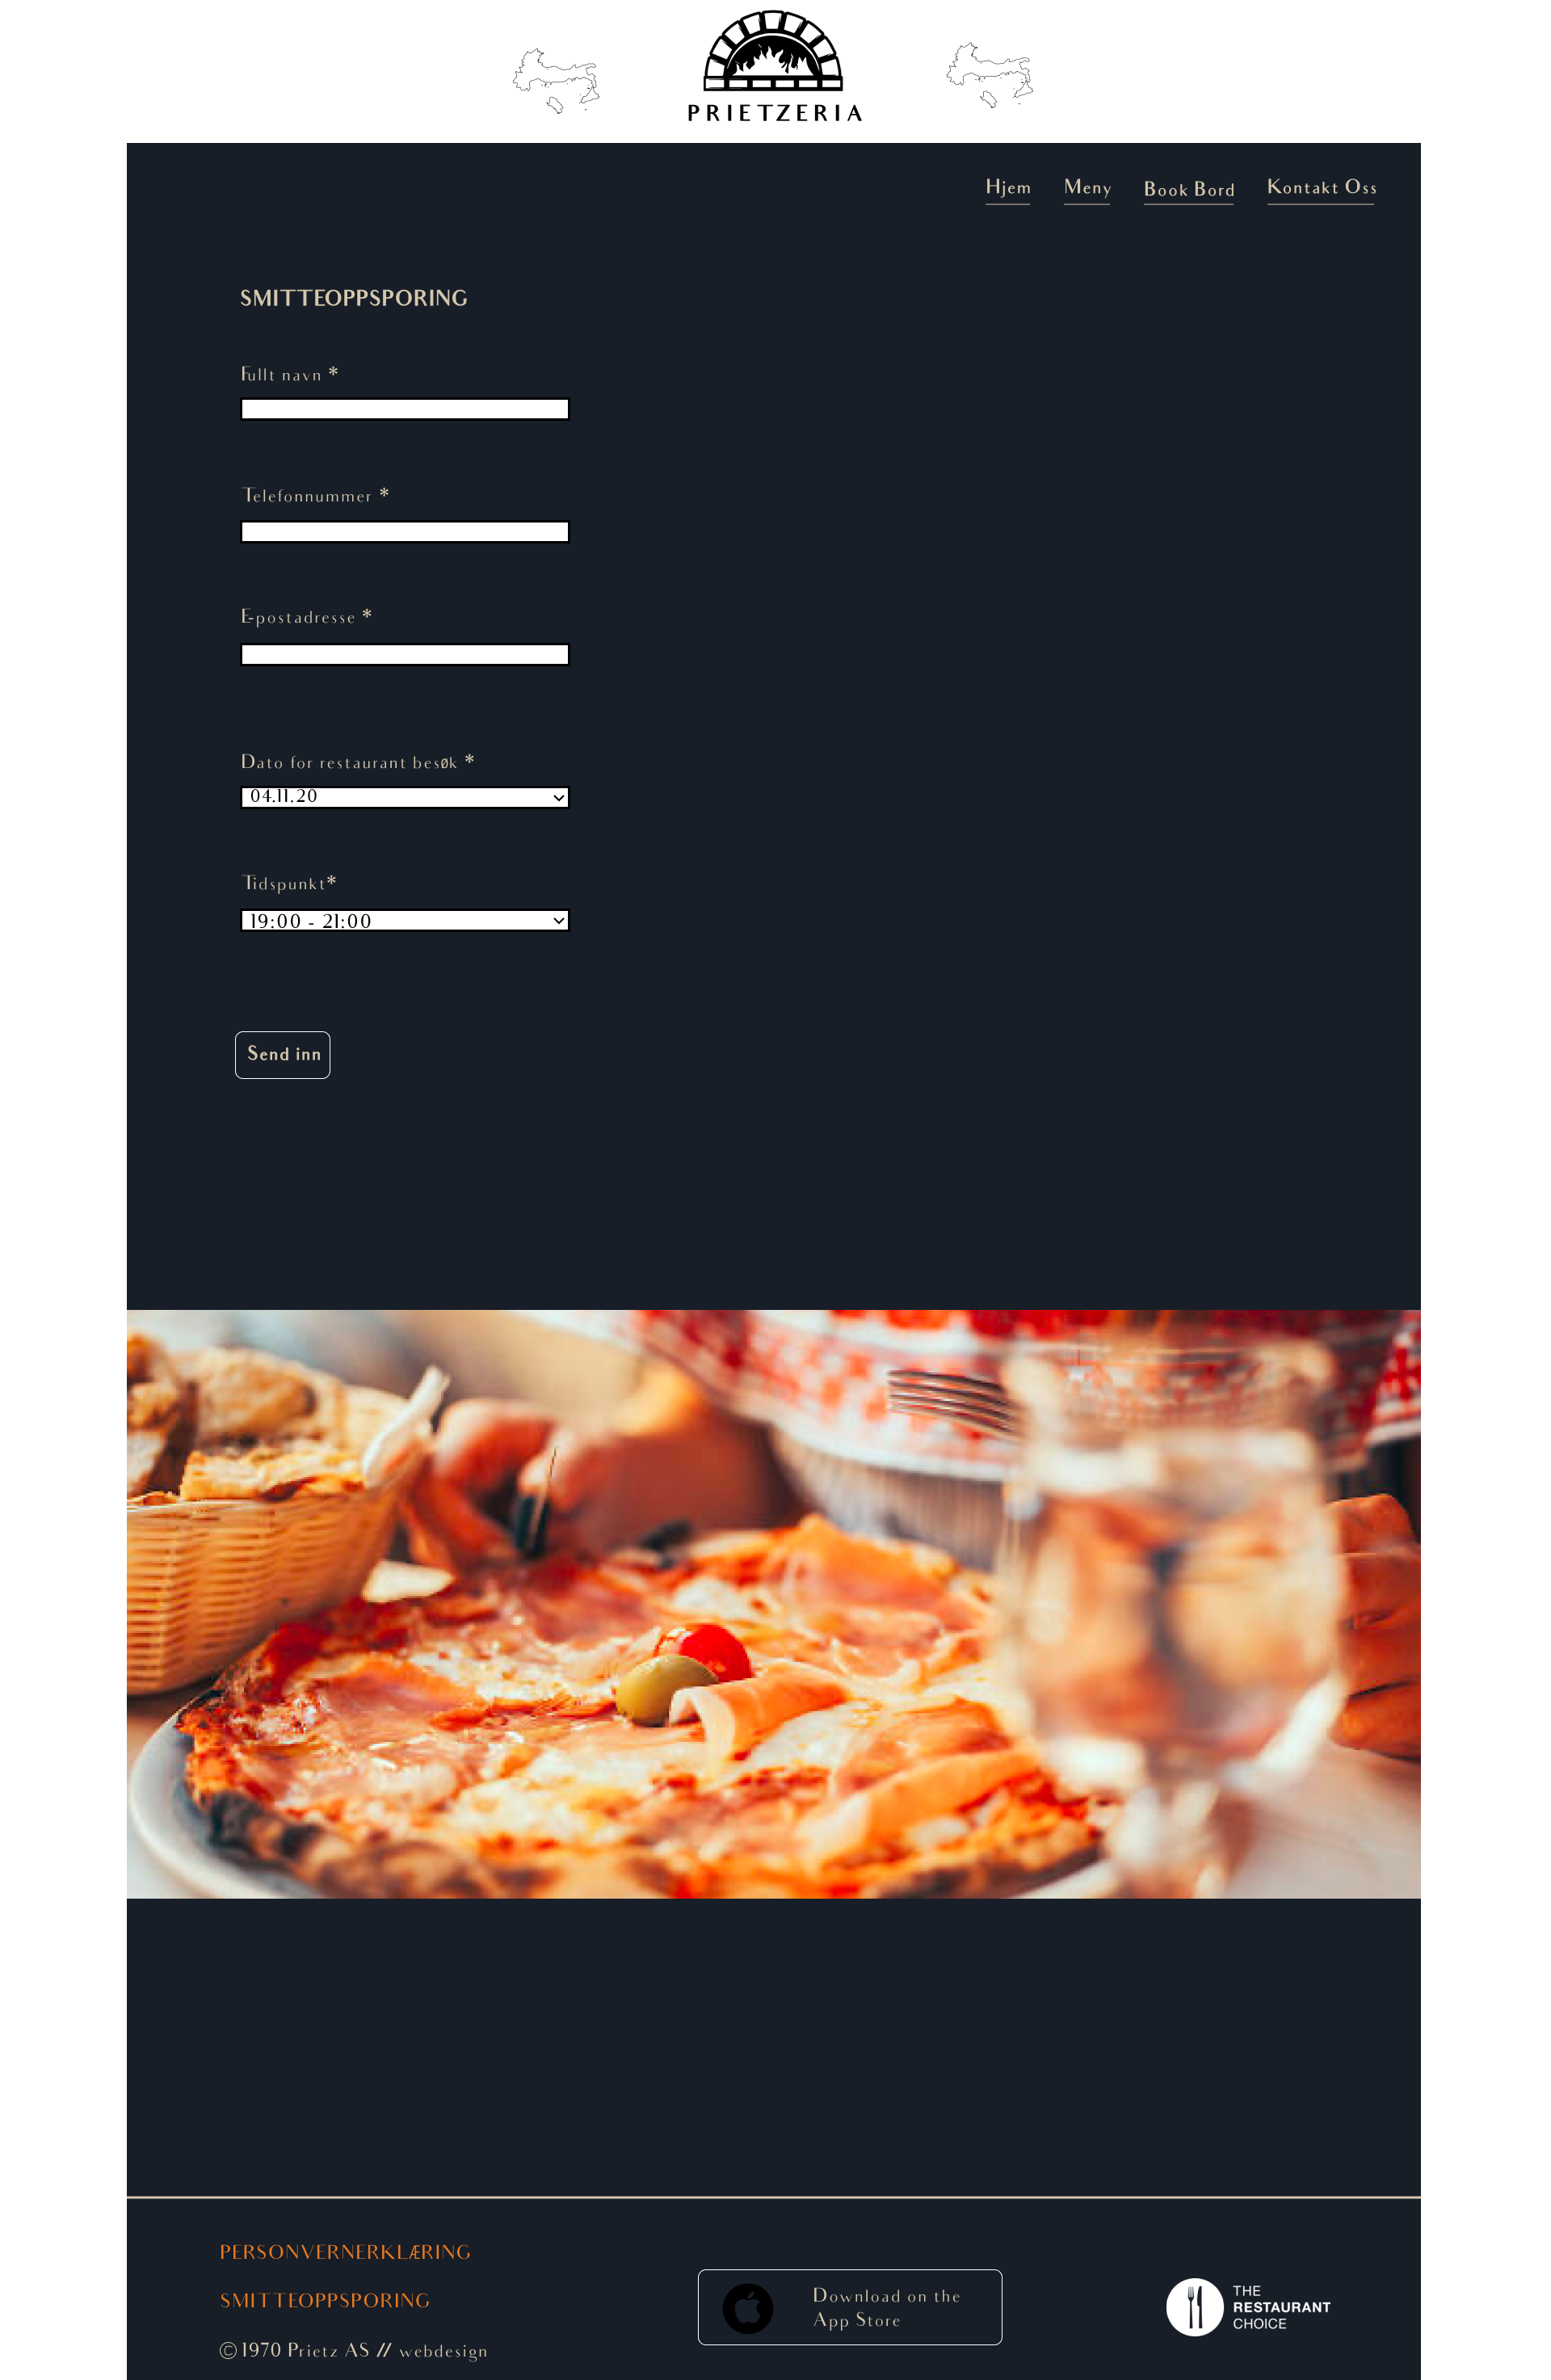 PRIETZERIA
Hjem Meny Book Bord Kontakt Oss
SMITTEOPPSPORING
Fullt navn *
Telefonnummer *
E-postadresse *
Dato for restaurant besøk *
04.11.20
Tidspunkt*
19:00 - 21:00
Send inn
PERSONVERNERKLÆRING
SMITTEOPPSPORING
©1970 Prietz AS // webdesign
Download on the
App Store
THE
RESTAURANT
CHOICE